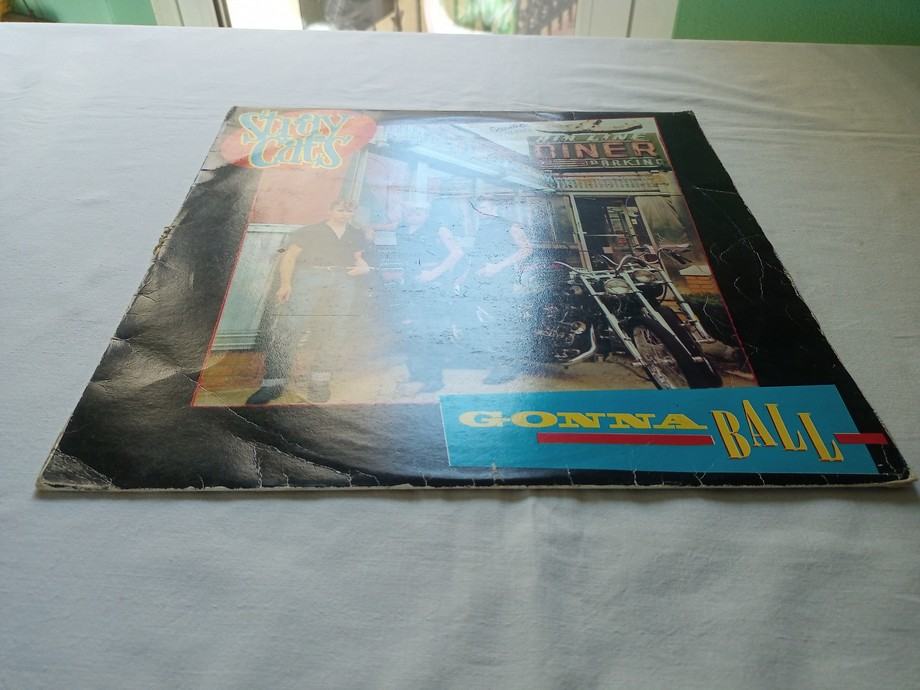 Stray
Cats
DINER
PARKING
GONNA
BALL